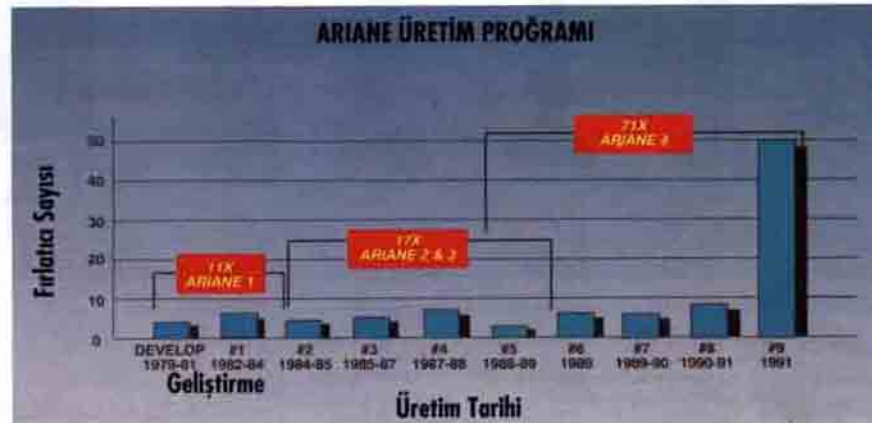 ARIANE ÜRETİM PROĞRAMI
Fırlatıcı Sayısı
50
40
30
20
10
0
11X
ARIANE 1
17X
ARIANE 2 & 3
71X
ARIANE 4
DEVELOP #1 #2 #3 #4 #5 #6 #7 #8 #9
1979-81 1982-84 1984-85 1985-87 1987-88 1988-89 1989 1989-90 1990-91 1991
Geliştirme
Üretim Tarihi